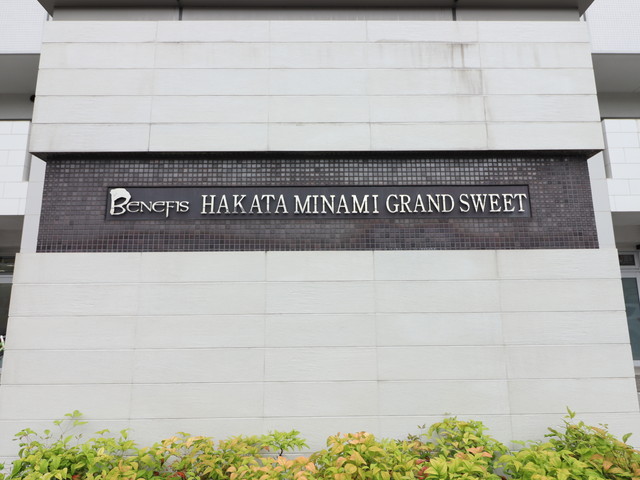 Benefis HAKATA MINAMI GRAND SWEET